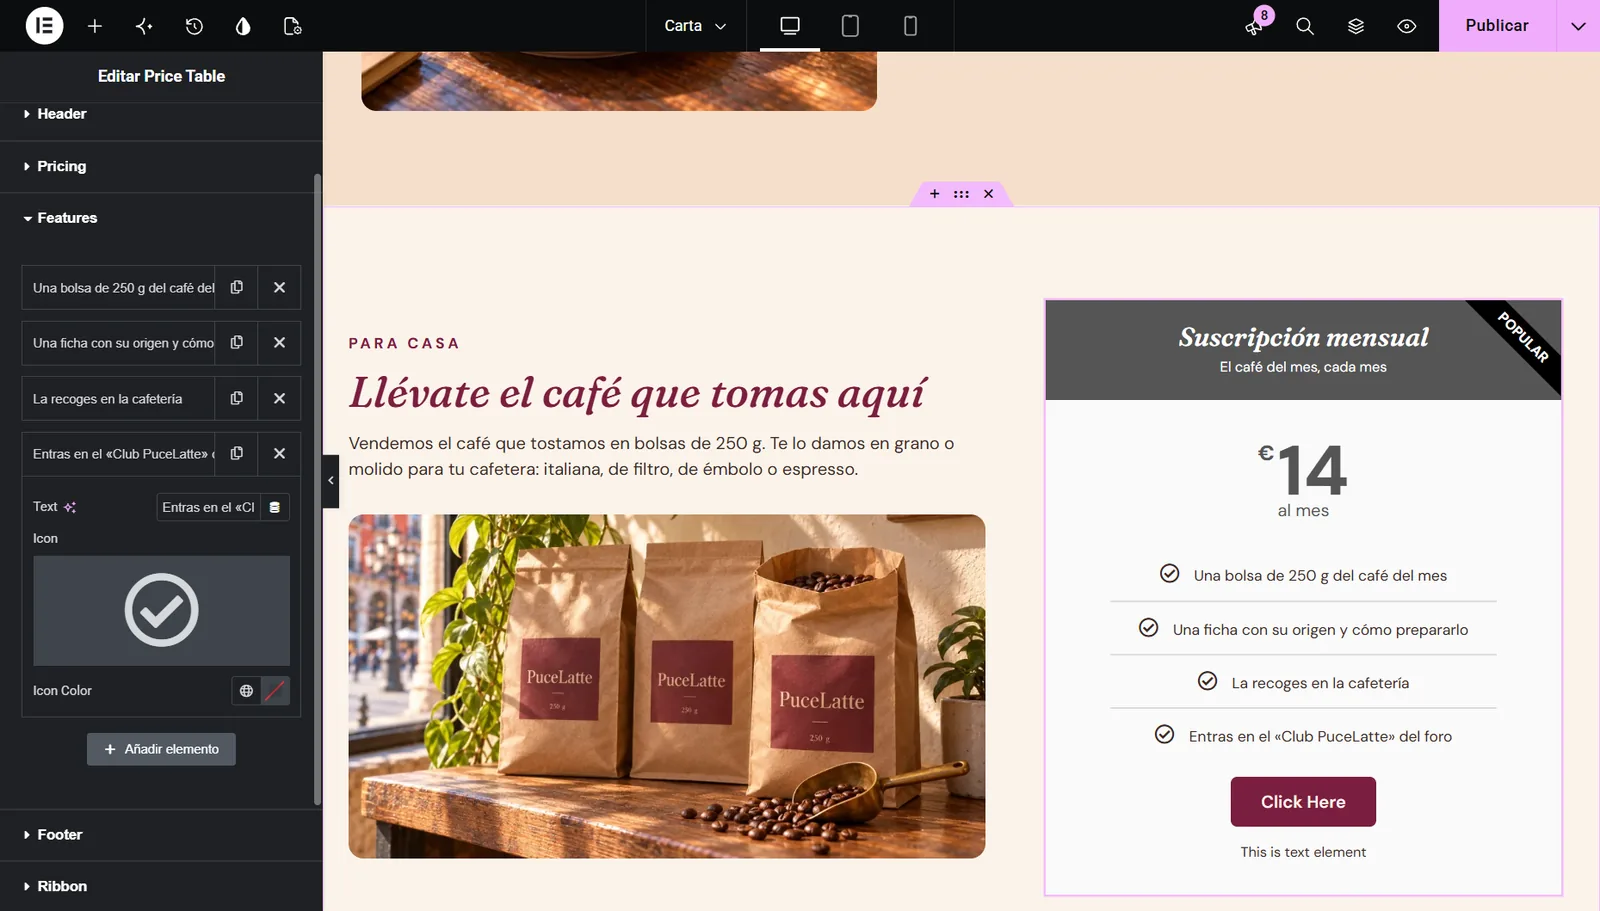 Carta
8
Publicar
Editar Price Table
Header
Pricing
Features
Una bolsa de 250 g del café del
Una ficha con su origen y cómo
La recoges en la cafetería
Entras en el «Club PuceLatte»
Text
Entras en el «Cl
Icon
Icon Color
+ Añadir elemento
Footer
Ribbon
PARA CASA
Llévate el café que tomas aquí
Vendemos el café que tostamos en bolsas de 250 g. Te lo damos en grano o
molido para tu cafetera: italiana, de filtro, de émbolo o espresso.
PuceLatte
250 g
PuceLatte
250 g
PuceLatte
250 g
POPULAR
Suscripción mensual
El café del mes, cada mes
€14
al mes
Una bolsa de 250 g del café del mes
Una ficha con su origen y cómo prepararlo
La recoges en la cafetería
Entras en el «Club PuceLatte» del foro
Click Here
This is text element